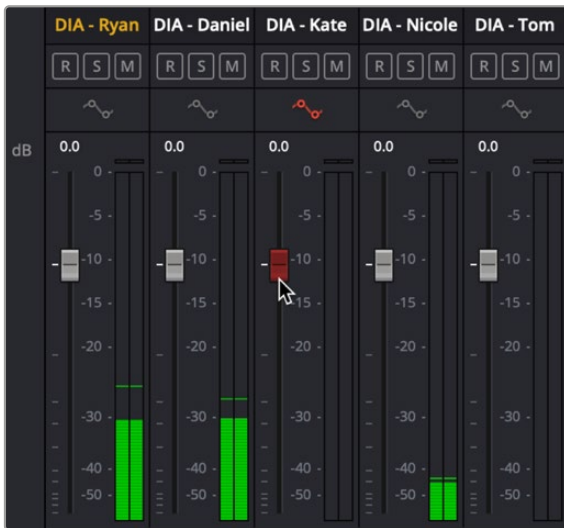 DIA - Ryan DIA - Daniel DIA - Kate DIA - Nicole DIA - Tom
R S M R S M R S M R S M R S M
dB 0.0 0.0 0.0 0.0 0.0
0 - 0 - 0 - 0 - 0 -
-5 - -5 - -5 - -5 - -5 -
-10 - -10 - -10 - -10 - -10 -
-15 - -15 - -15 - -15 - -15 -
-20 - -20 - -20 - -20 - -20 -
-30 - -30 - -30 - -30 - -30 -
-40 - -40 - -40 - -40 - -40 -
-50 - -50 - -50 - -50 - -50 -